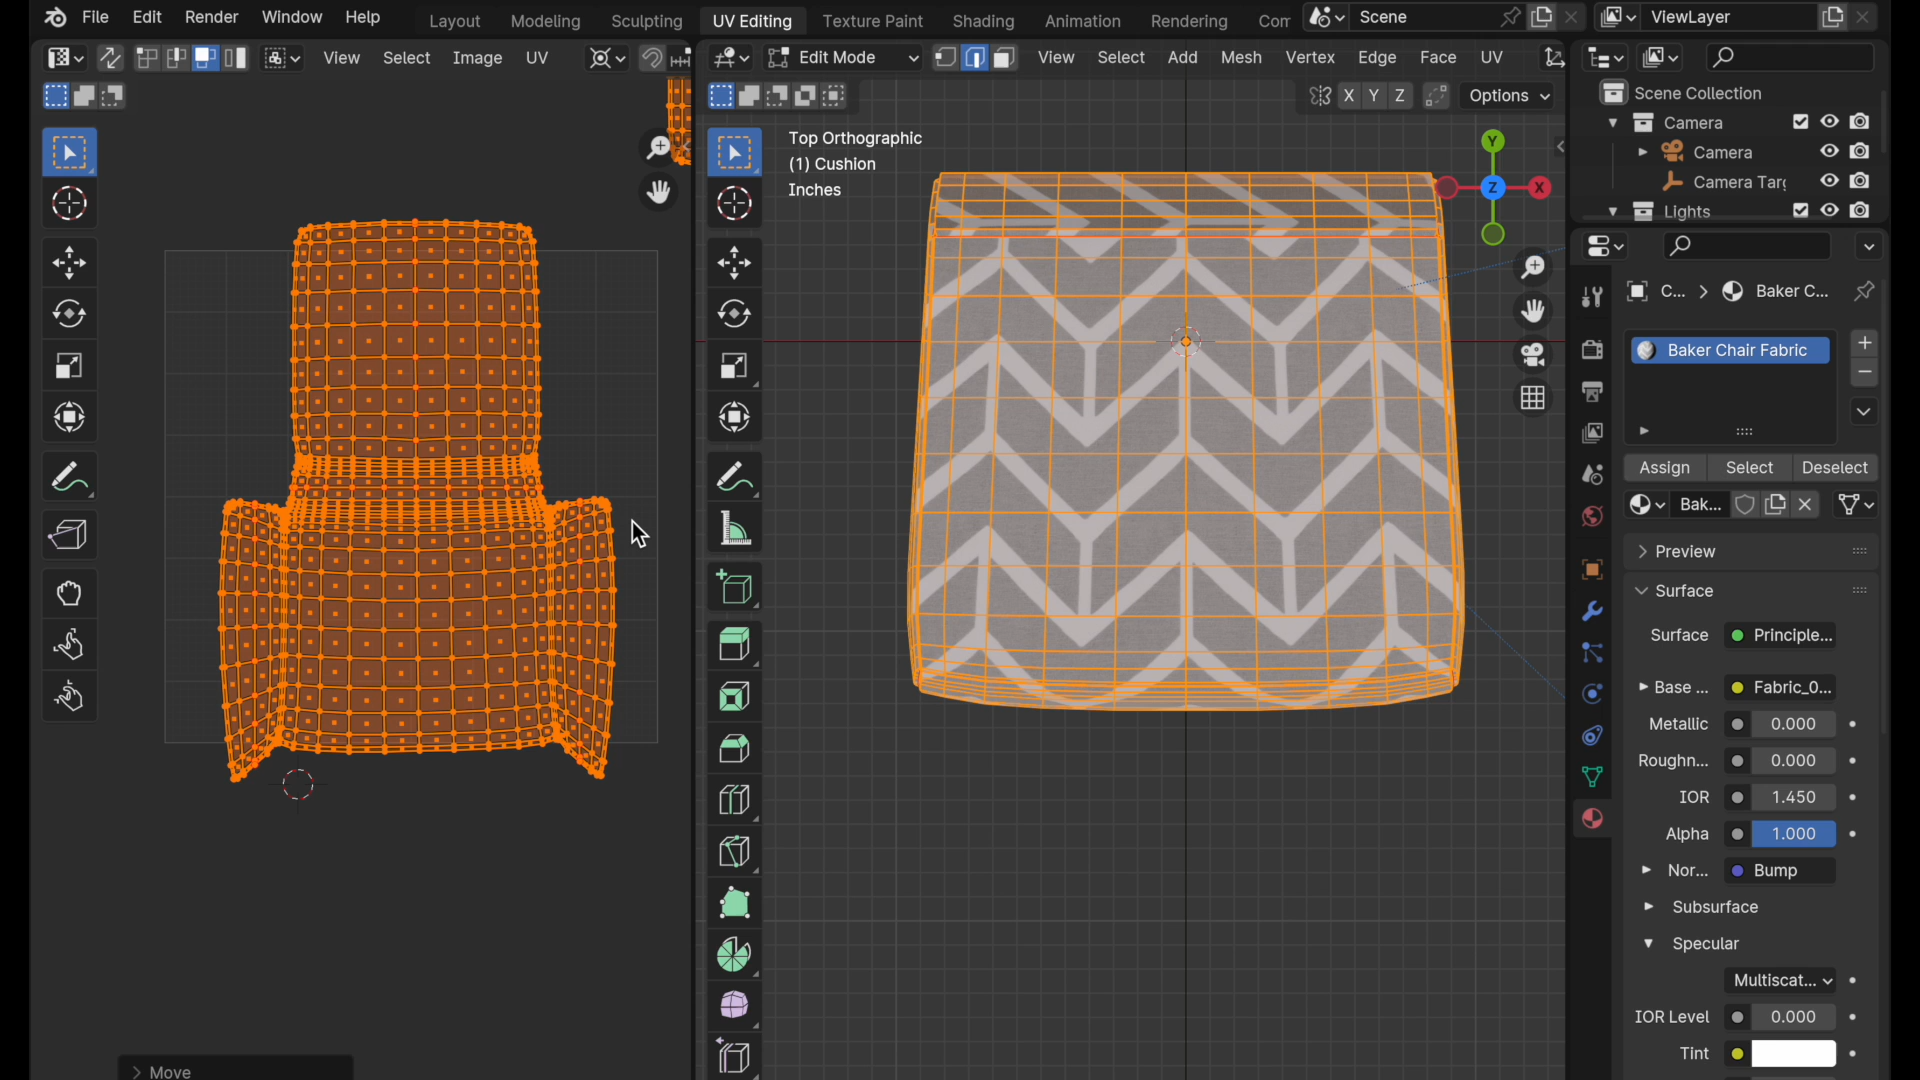 File Edit Render Window Help Layout Modeling Sculpting UV Editing Texture Paint Shading Animation Rendering Scene ViewLayer
View Select Image UV Edit Mode View Select Add Mesh Vertex Edge Face UV
X Y Z Options
Scene Collection
Camera
Camera
Camera Targ
Lights
Top Orthographic
(1) Cushion
Inches
Y
Z
X
C... Baker C...
Baker Chair Fabric
Assign Select Deselect
Bak...
Preview
Surface
Surface Principle...
Base ... Fabric_0...
Metallic 0.000
Roughn... 0.000
IOR 1.450
Alpha 1.000
Nor... Bump
Subsurface
Specular
Multiscat...
IOR Level 0.000
Tint
Move